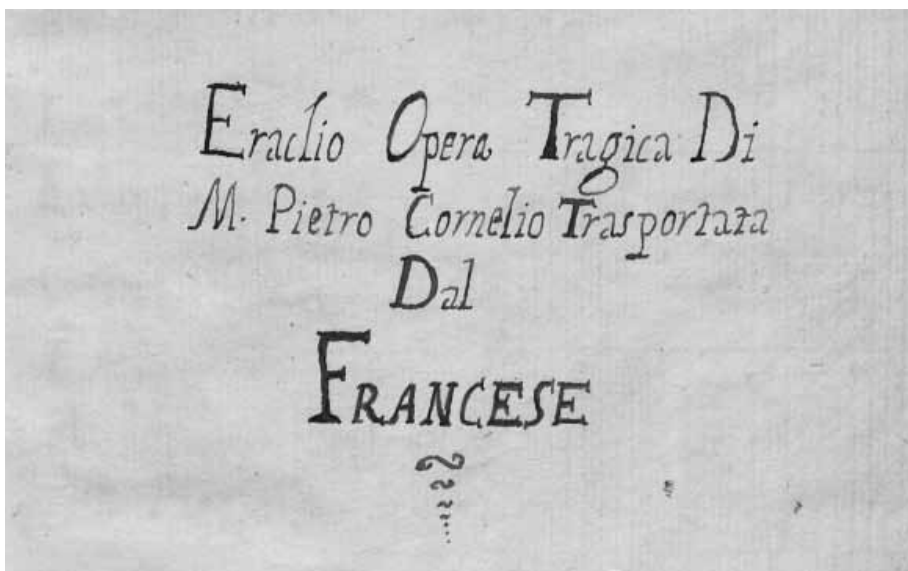 Eraclio Opera Tragica Di
M. Pietro Cornelio Trasportata
Dal
FRANCESE